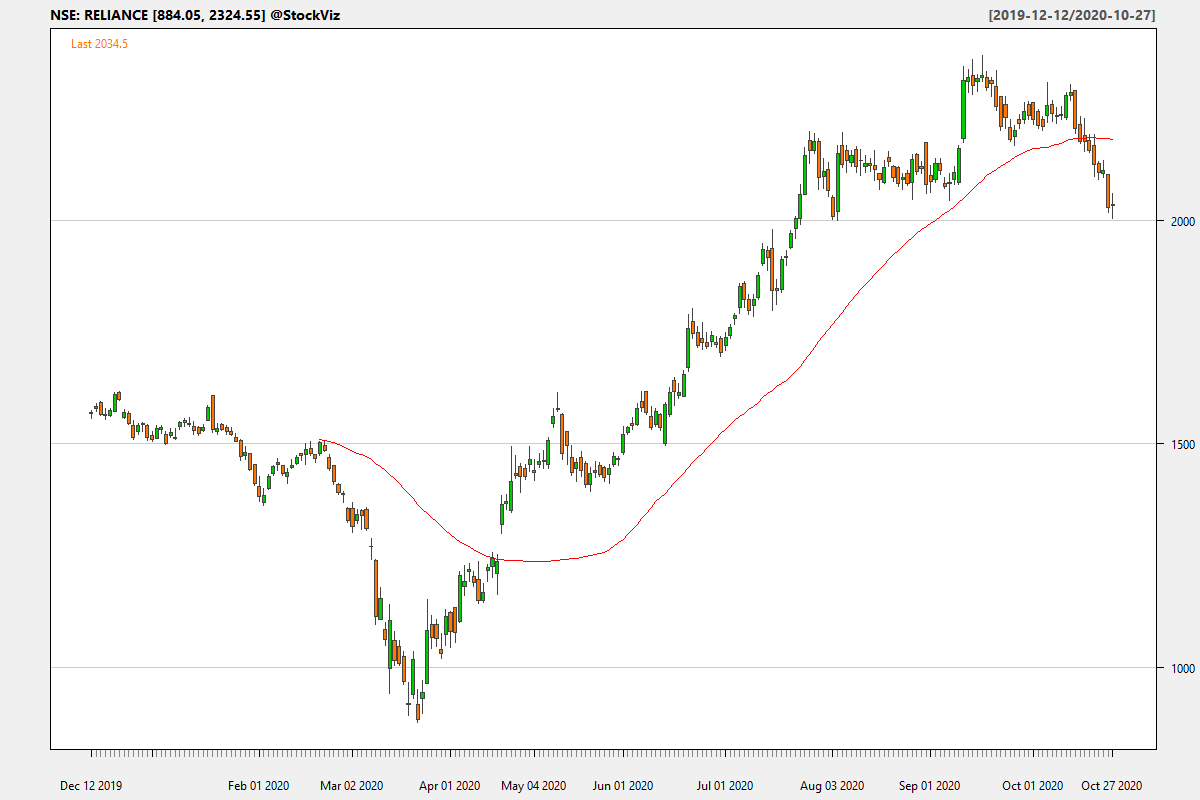 NSE: RELIANCE [884.05, 2324.55] @StockViz
[2019-12-12/2020-10-27]
Last 2034.5
2000
1500
1000
Dec 12 2019 Feb 01 2020 Mar 02 2020 Apr 01 2020 May 04 2020 Jun 01 2020 Jul 01 2020 Aug 03 2020 Sep 01 2020 Oct 01 2020 Oct 27 2020